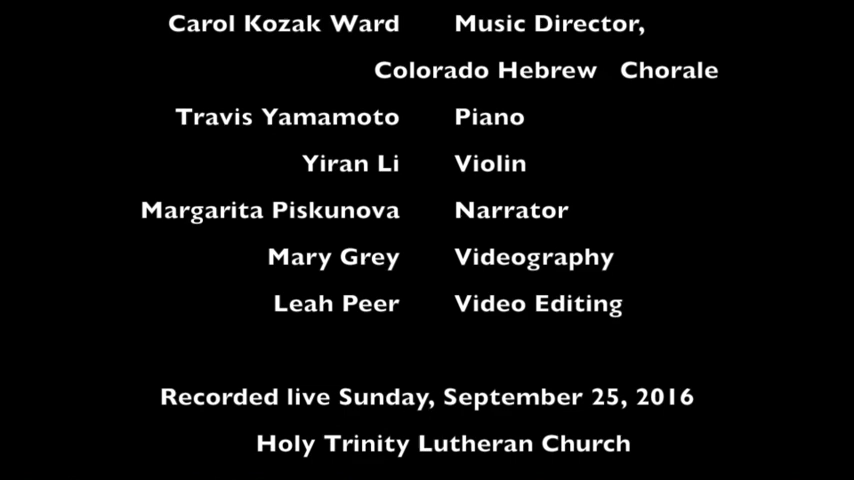 Carol Kozak Ward Music Director,
Colorado Hebrew Chorale
Travis Yamamoto Piano
Yiran Li Violin
Margarita Piskunova Narrator
Mary Grey Videography
Leah Peer Video Editing
Recorded live Sunday, September 25, 2016
Holy Trinity Lutheran Church